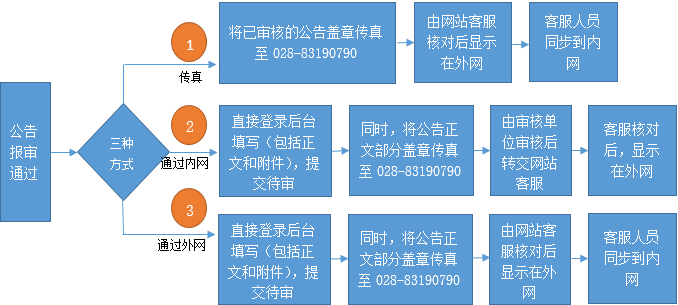 公告
报审
通过
三种
方式
1
传真
将已审核的公告盖章传真
至 028-83190790
由网站客服
核对后显示
在外网
客服人员
同步到内
网
2
通过内网
直接登录后台
填写（包括正
文和附件），提
交待审
同时，将公告正
文部分盖章传真
至 028-83190790
由审核单
位审核后
转交网站
客服
客服核对
后，显示
在外网
3
通过外网
直接登录后台
填写（包括正
文和附件），提
交待审
同时，将公告正
文部分盖章传真
至 028-83190790
由网站客
服核对后
显示在外
网
客服人员
同步到内
网